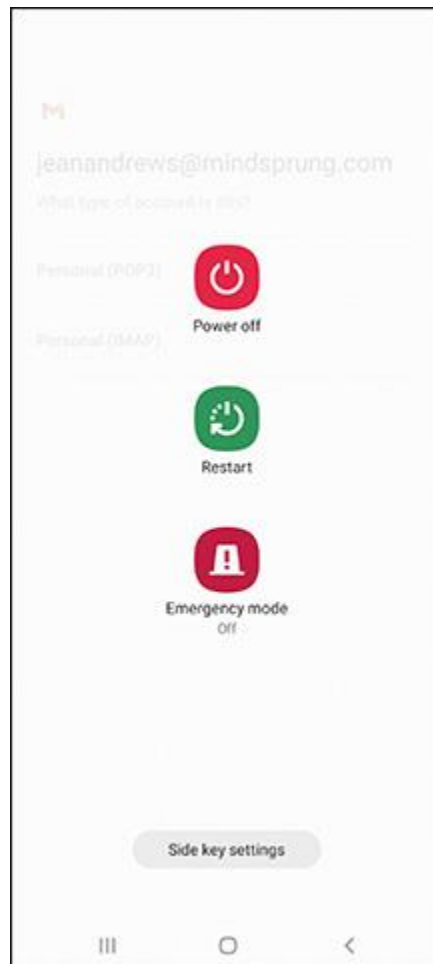 jeanandrews@mindsprung.com
What type of account is this?
Personal (POP3)
Power off
Personal (IMAP)
Restart
Emergency mode
Off
Side key settings